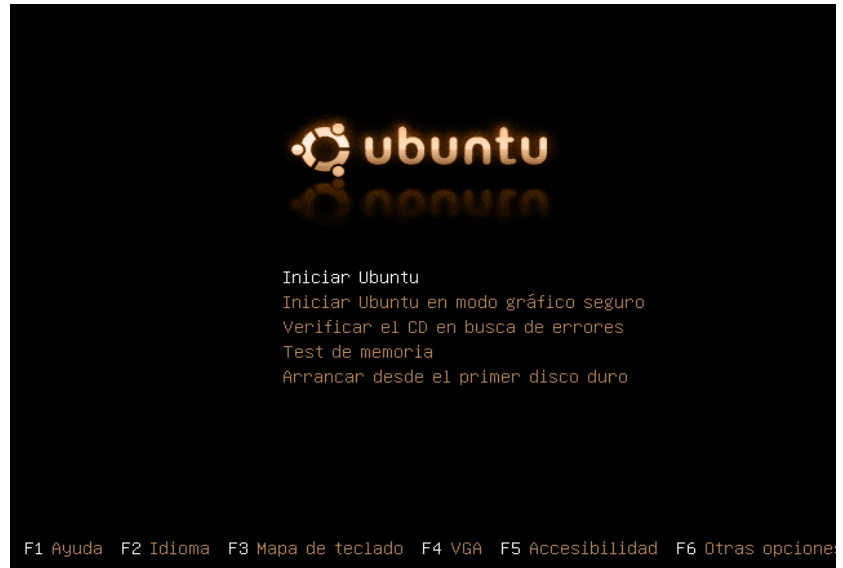 ubuntu
Iniciar Ubuntu
Iniciar Ubuntu en modo gráfico seguro
Verificar el CD en busca de errores
Test de memoria
Arrancar desde el primer disco duro
F1 Ayuda F2 Idioma F3 Mapa de teclado F4 VGA F5 Accesibilidad F6 Otras opcione